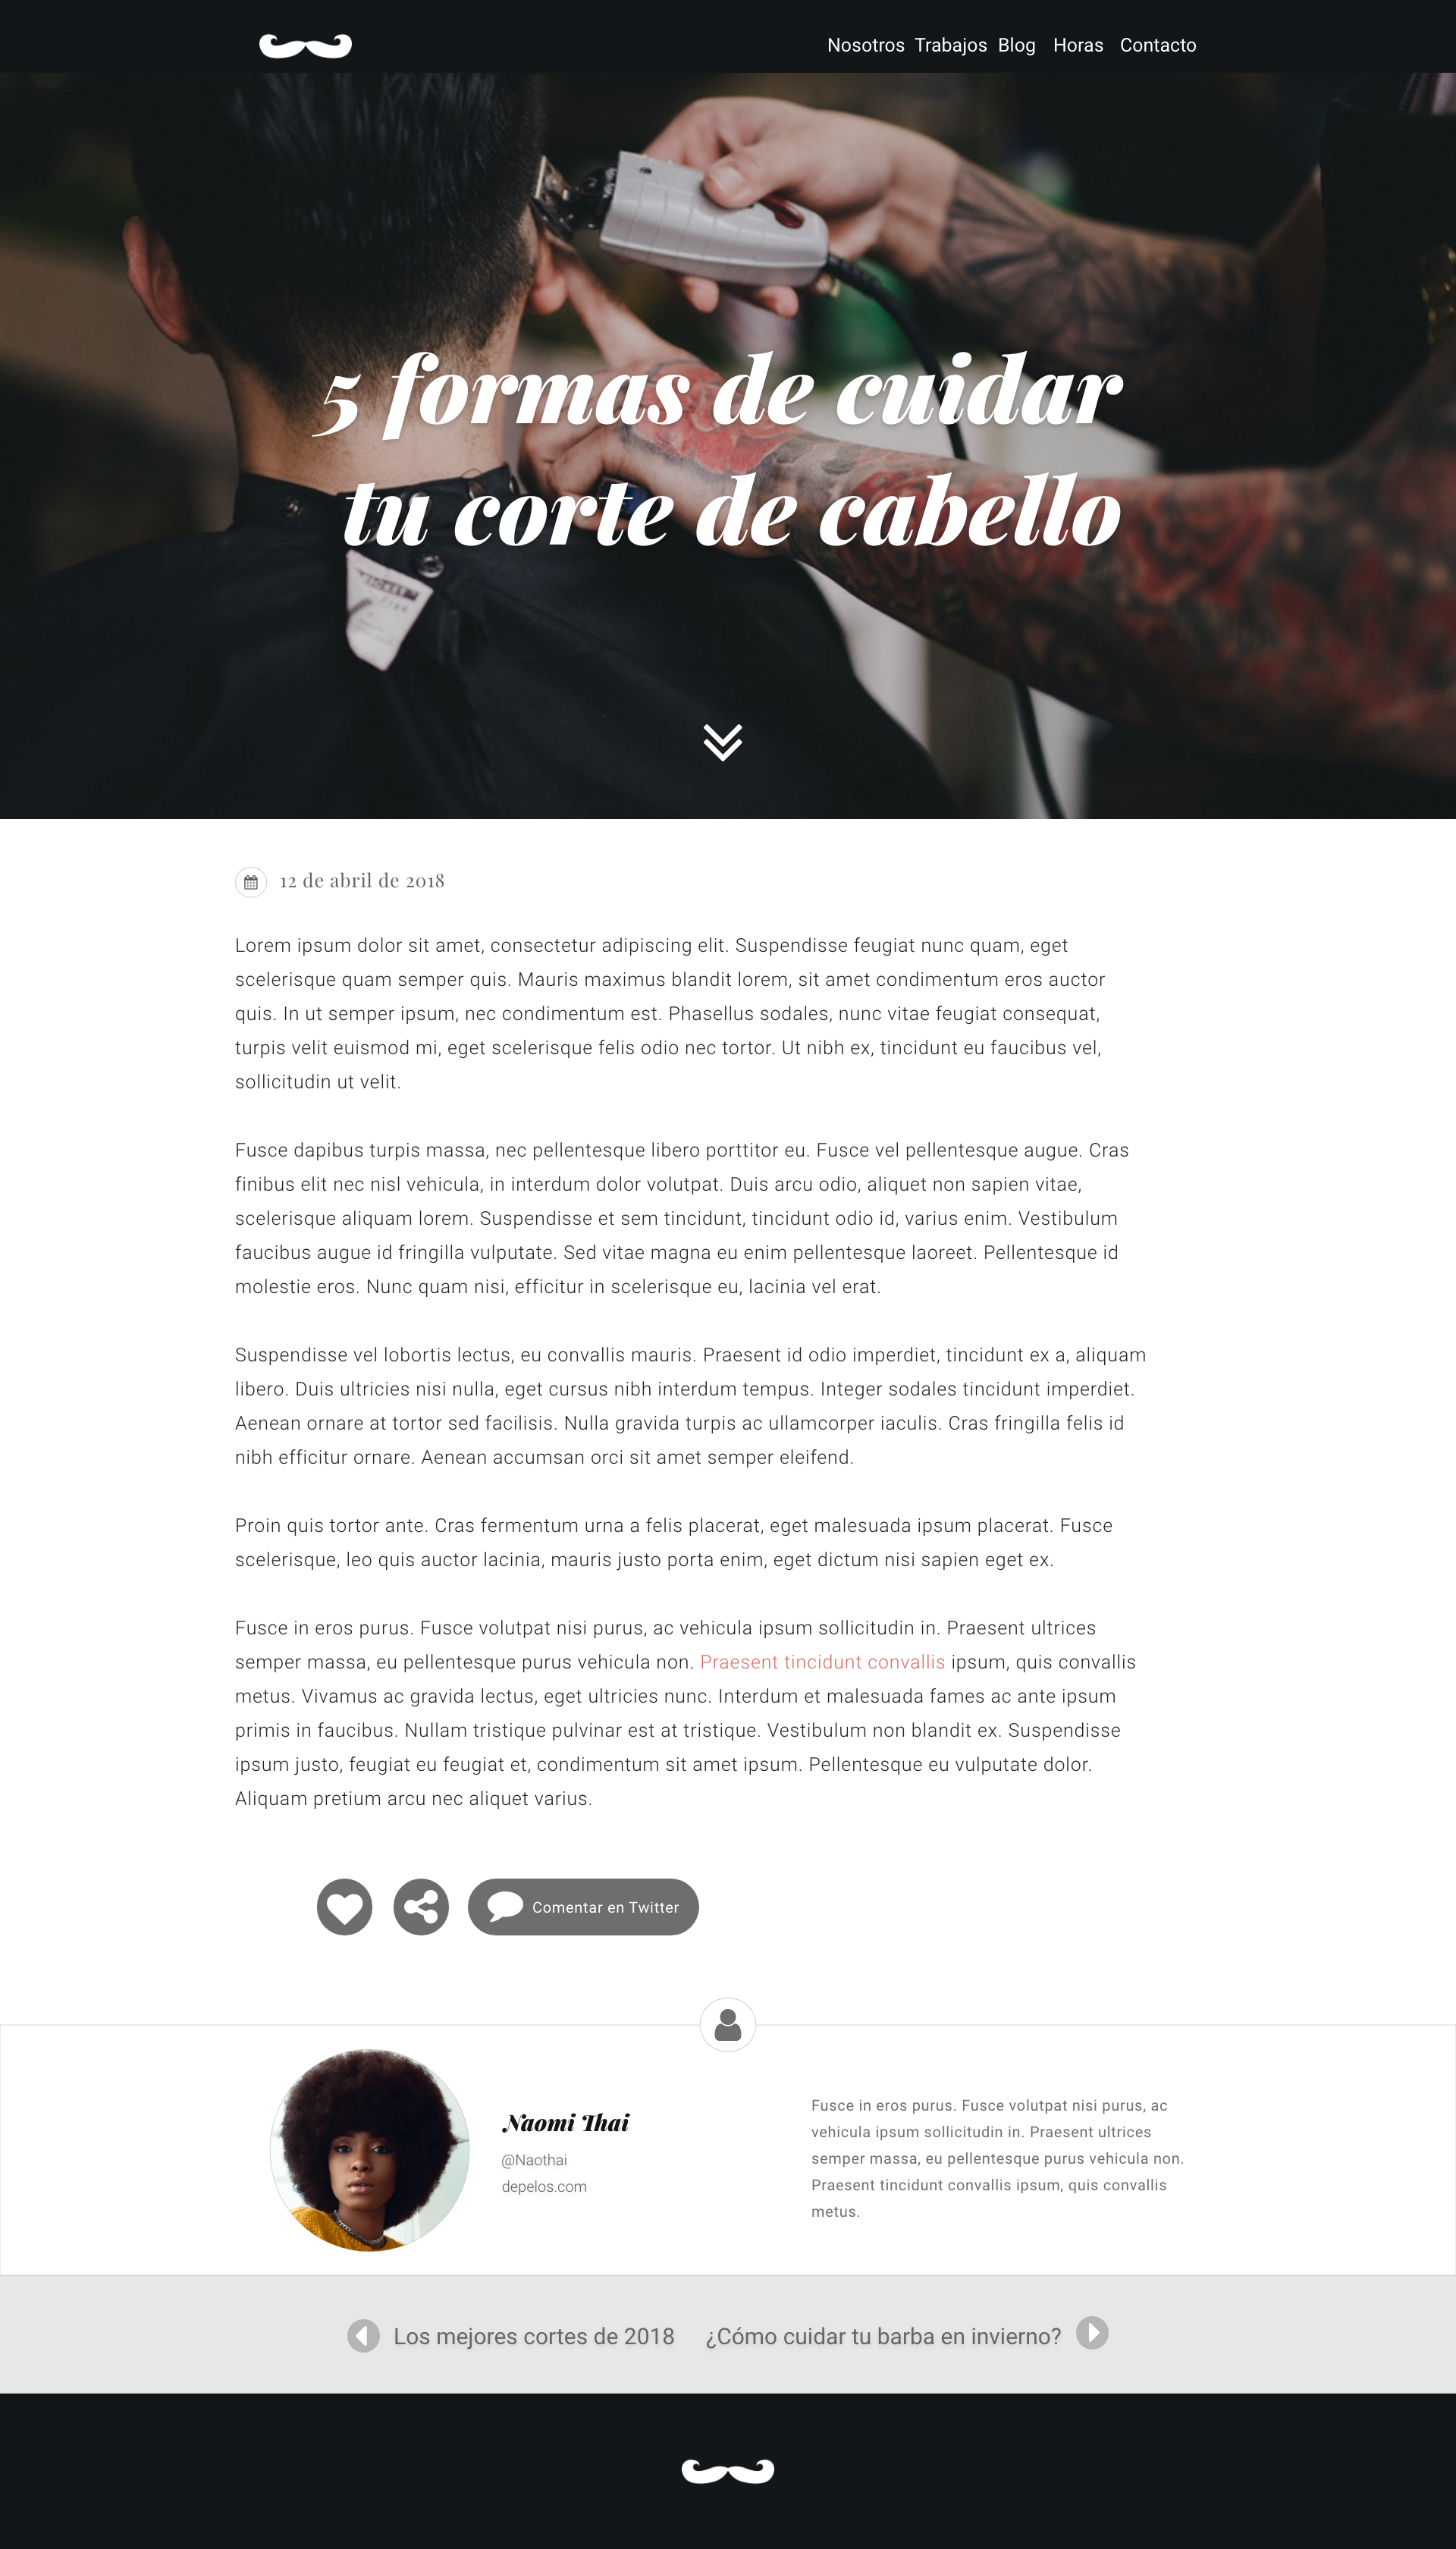 Nosotros Trabajos Blog Horas Contacto
5 formas de cuidar
tu corte de cabello
12 de abril de 2018
Lorem ipsum dolor sit amet, consectetur adipiscing elit. Suspendisse feugiat nunc quam, eget
scelerisque quam semper quis. Mauris maximus blandit lorem, sit amet condimentum eros auctor
quis. In ut semper ipsum, nec condimentum est. Phasellus sodales, nunc vitae feugiat consequat,
turpis velit euismod mi, eget scelerisque felis odio nec tortor. Ut nibh ex, tincidunt eu faucibus vel,
sollicitudin ut velit.
Fusce dapibus turpis massa, nec pellentesque libero porttitor eu. Fusce vel pellentesque augue. Cras
finibus elit nec nisl vehicula, in interdum dolor volutpat. Duis arcu odio, aliquet non sapien vitae,
scelerisque aliquam lorem. Suspendisse et sem tincidunt, tincidunt odio id, varius enim. Vestibulum
faucibus augue id fringilla vulputate. Sed vitae magna eu enim pellentesque laoreet. Pellentesque id
molestie eros. Nunc quam nisi, efficitur in scelerisque eu, lacinia vel erat.
Suspendisse vel lobortis lectus, eu convallis mauris. Praesent id odio imperdiet, tincidunt ex a, aliquam
libero. Duis ultricies nisi nulla, eget cursus nibh interdum tempus. Integer sodales tincidunt imperdiet.
Aenean ornare at tortor sed facilisis. Nulla gravida turpis ac ullamcorper iaculis. Cras fringilla felis id
nibh efficitur ornare. Aenean accumsan orci sit amet semper eleifend.
Proin quis tortor ante. Cras fermentum urna a felis placerat, eget malesuada ipsum placerat. Fusce
scelerisque, leo quis auctor lacinia, mauris justo porta enim, eget dictum nisi sapien eget ex.
Fusce in eros purus. Fusce volutpat nisi purus, ac vehicula ipsum sollicitudin in. Praesent ultrices
semper massa, eu pellentesque purus vehicula non. Praesent tincidunt convallis ipsum, quis convallis
metus. Vivamus ac gravida lectus, eget ultricies nunc. Interdum et malesuada fames ac ante ipsum
primis in faucibus. Nullam tristique pulvinar est at tristique. Vestibulum non blandit ex. Suspendisse
ipsum justo, feugiat eu feugiat et, condimentum sit amet ipsum. Pellentesque eu vulputate dolor.
Aliquam pretium arcu nec aliquet varius.
Comentar en Twitter
Naomi Thai
@Naothai
depelos.com
Fusce in eros purus. Fusce volutpat nisi purus, ac
vehicula ipsum sollicitudin in. Praesent ultrices
semper massa, eu pellentesque purus vehicula non.
Praesent tincidunt convallis ipsum, quis convallis
metus.
Los mejores cortes de 2018
¿Cómo cuidar tu barba en invierno?